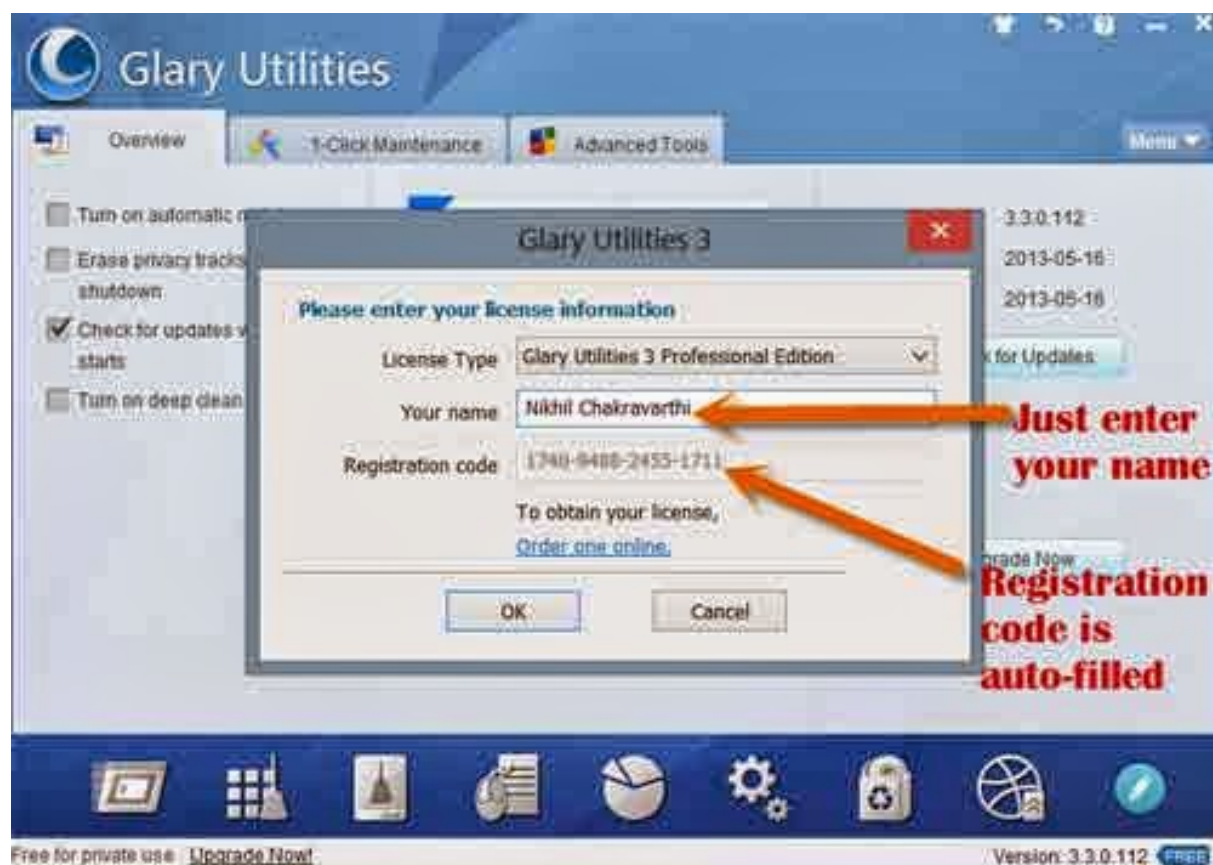 Glary Utilities
Overview
1-Click Maintenance
Advanced Tools
Menu
Turn on automatic
Erase privacy tracks
shutdown
Check for updates
starts
Turn on deep clean
3.3.0.112
2013-05-16
2013-05-16
for Updates
Glary Utilities 3
Please enter your license information
License Type
Glary Utilities 3 Professional Edition
Your name
Nikhil Chakravarthi
Registration code
To obtain your license,
Order one online.
OK
Cancel
Just enter
your name
Now
Registration
code is
auto-filled
Free for private use
Upgrade Now!
Version: 3.3.0.112
FREE